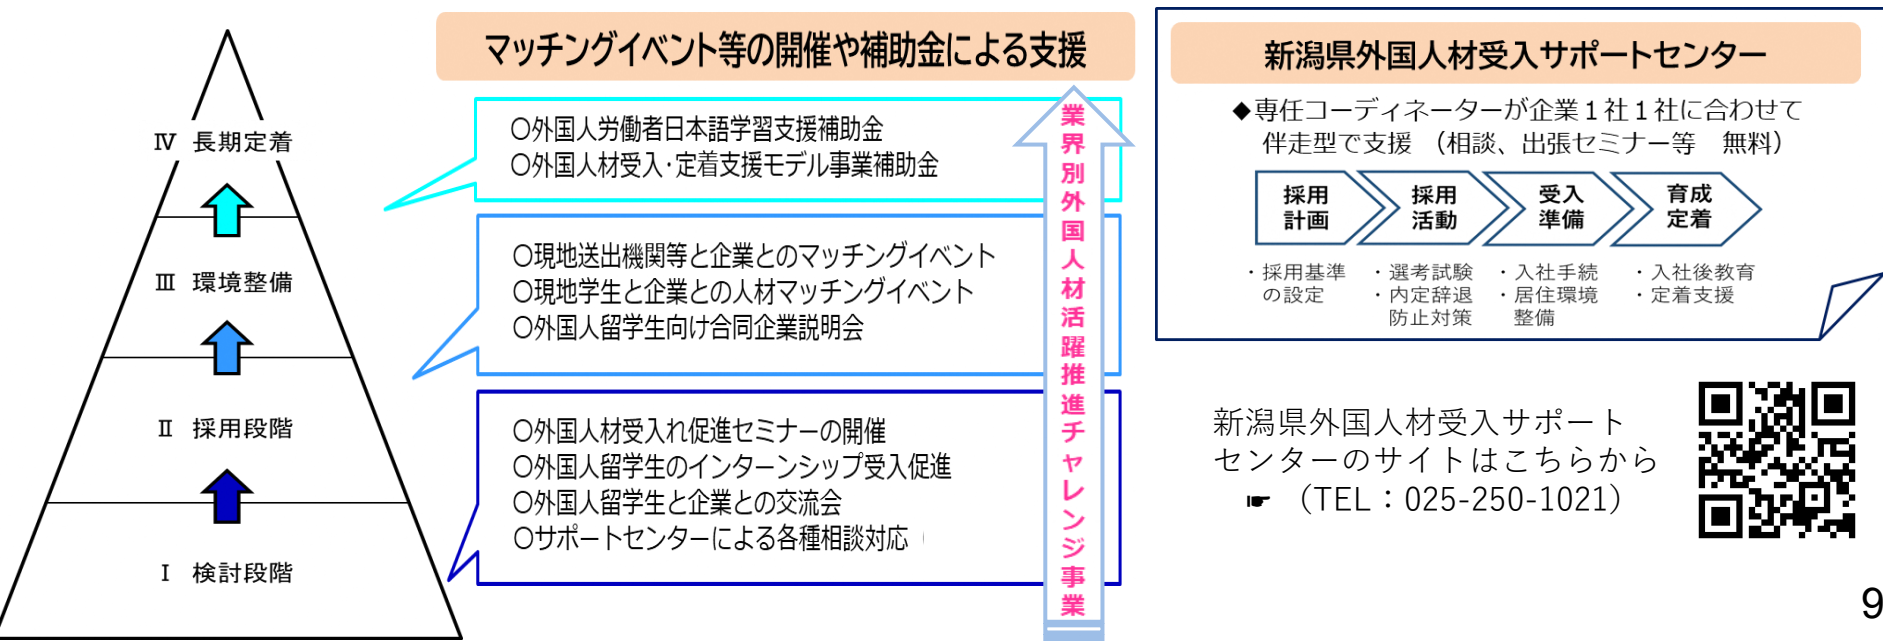 Ⅳ 長期定着
Ⅲ 環境整備
Ⅱ 採用段階
Ⅰ 検討段階
マッチングイベント等の開催や補助金による支援
〇外国人労働者日本語学習支援補助金
〇外国人材受入・定着支援モデル事業補助金
〇現地送出機関等と企業とのマッチングイベント
〇現地学生と企業との人材マッチングイベント
〇外国人留学生向け合同企業説明会
〇外国人材受入れ促進セミナーの開催
〇外国人留学生のインターンシップ受入促進
〇外国人留学生と企業との交流会
〇サポートセンターによる各種相談対応
業界別外国人材活躍推進チャレンジ事業
新潟県外国人材受入サポートセンター
◆専任コーディネーターが企業1社1社に合わせて
伴走型で支援 (相談、出張セミナー等 無料)
採用
計画
採用
活動
受入
準備
育成
定着
・採用基準
の設定
・選考試験
・内定辞退
防止対策
・入社手続
・居住環境
整備
・入社後教育
・定着支援
新潟県外国人材受入サポート
センターのサイトはこちらから
☛ (TEL:025-250-1021)
9